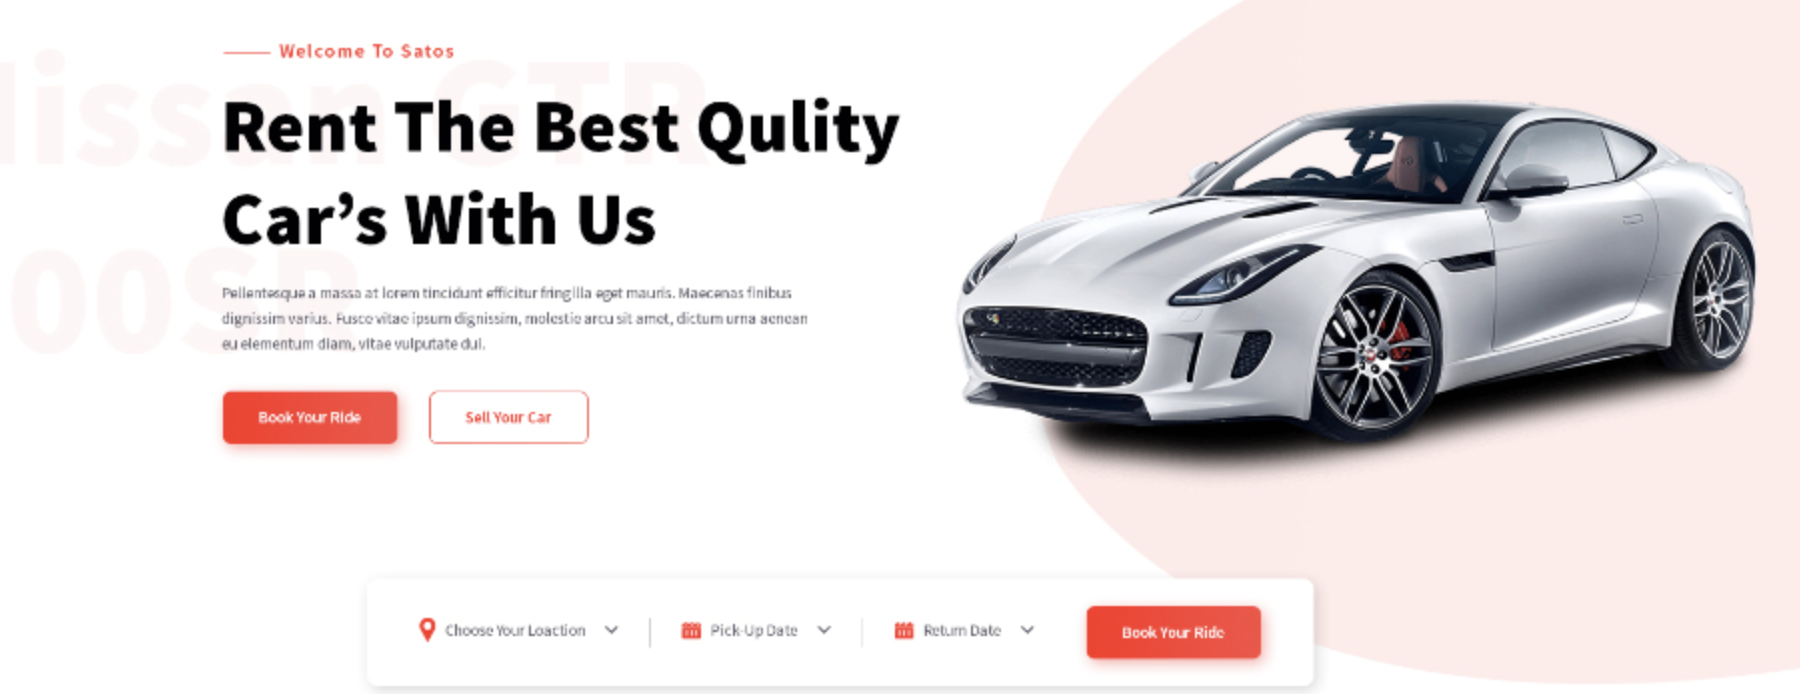 Welcome To Satos
Nissan GTR
Rent The Best Qulity
Car’s With Us
00SR
Pellentesque a massa at lorem tincidunt efficitur fringilla eget mauris. Maecenas finibus
dignissim varius. Fusce vitae ipsum dignissim, molestie arcu sit amet, dictum urna aenean
eu elementum diam, vitae vulputate dui.
Book Your Ride
Sell Your Car
Choose Your Loaction
Pick-Up Date
Return Date
Book Your Ride